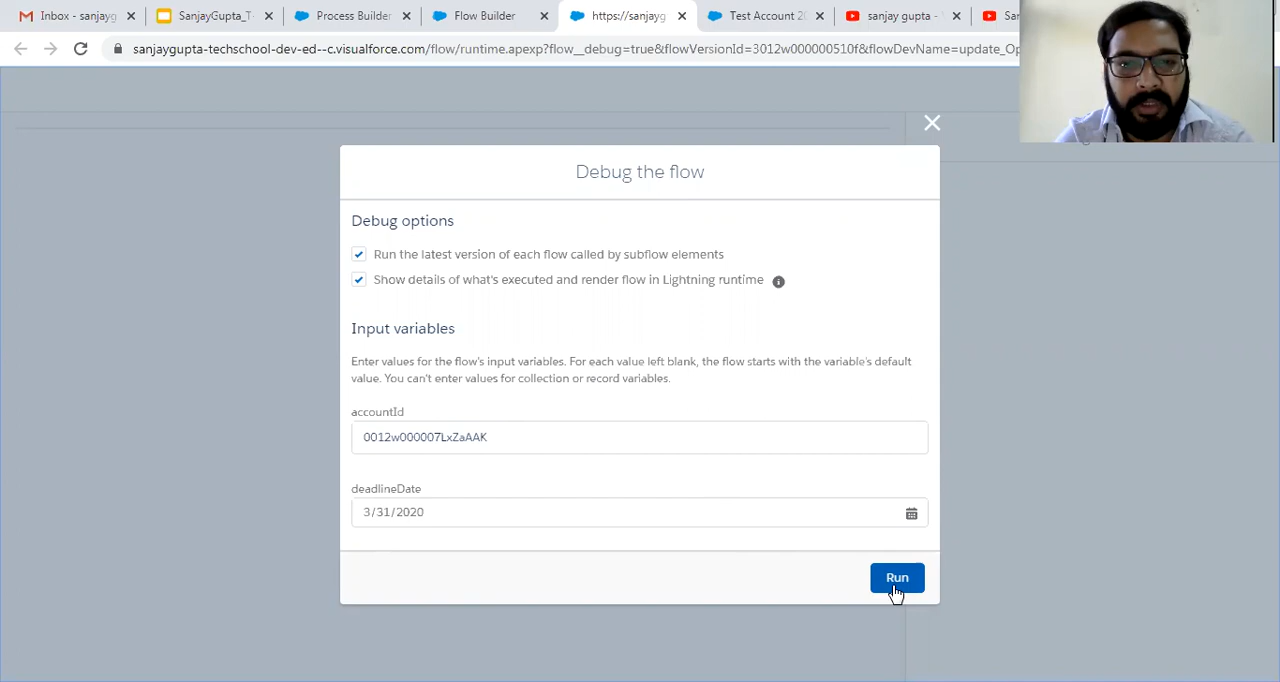 Inbox - sanjayg
SanjayGupta_T
Process Builder
Flow Builder
https://sanjayg
Test Account 20
sanjay gupta -
Sa
sanjaygupta-techschool-dev-ed--c.visualforce.com/flow/runtime.apexp?flow__debug=true&flowVersionId=3012w000000510f&flowDevName=update_Op
Debug the flow
Debug options
Run the latest version of each flow called by subflow elements
Show details of what's executed and render flow in Lightning runtime
Input variables
Enter values for the flow's input variables. For each value left blank, the flow starts with the variable's default
value. You can't enter values for collection or record variables.
accountId
0012w000007LxZaAAK
deadlineDate
3/31/2020
Run